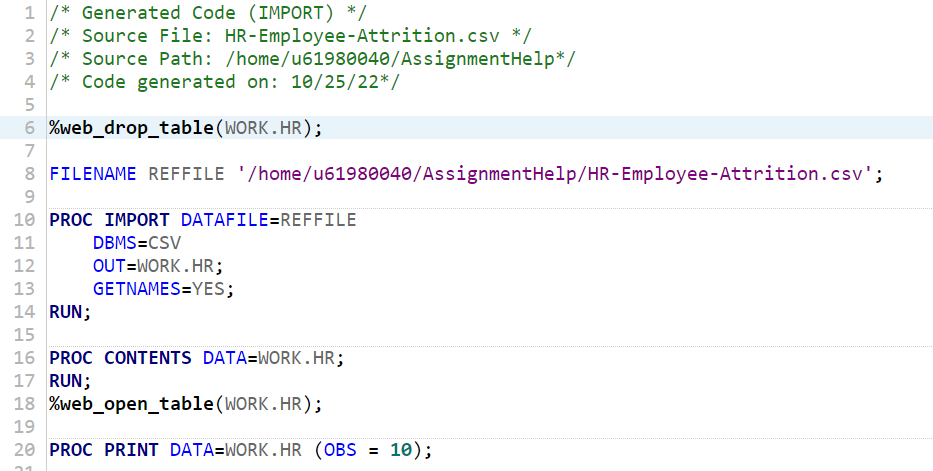 1 /* Generated Code (IMPORT) */
2 /* Source File: HR-Employee-Attrition.csv */
3 /* Source Path: /home/u61980040/AssignmentHelp*/
4 /* Code generated on: 10/25/22*/
5
6 %web_drop_table(WORK.HR);
7
8 FILENAME REFFILE '/home/u61980040/AssignmentHelp/HR-Employee-Attrition.csv';
9
10 PROC IMPORT DATAFILE=REFFILE
11     DBMS=CSV
12     OUT=WORK.HR;
13     GETNAMES=YES;
14 RUN;
15
16 PROC CONTENTS DATA=WORK.HR;
17 RUN;
18 %web_open_table(WORK.HR);
19
20 PROC PRINT DATA=WORK.HR (OBS = 10);